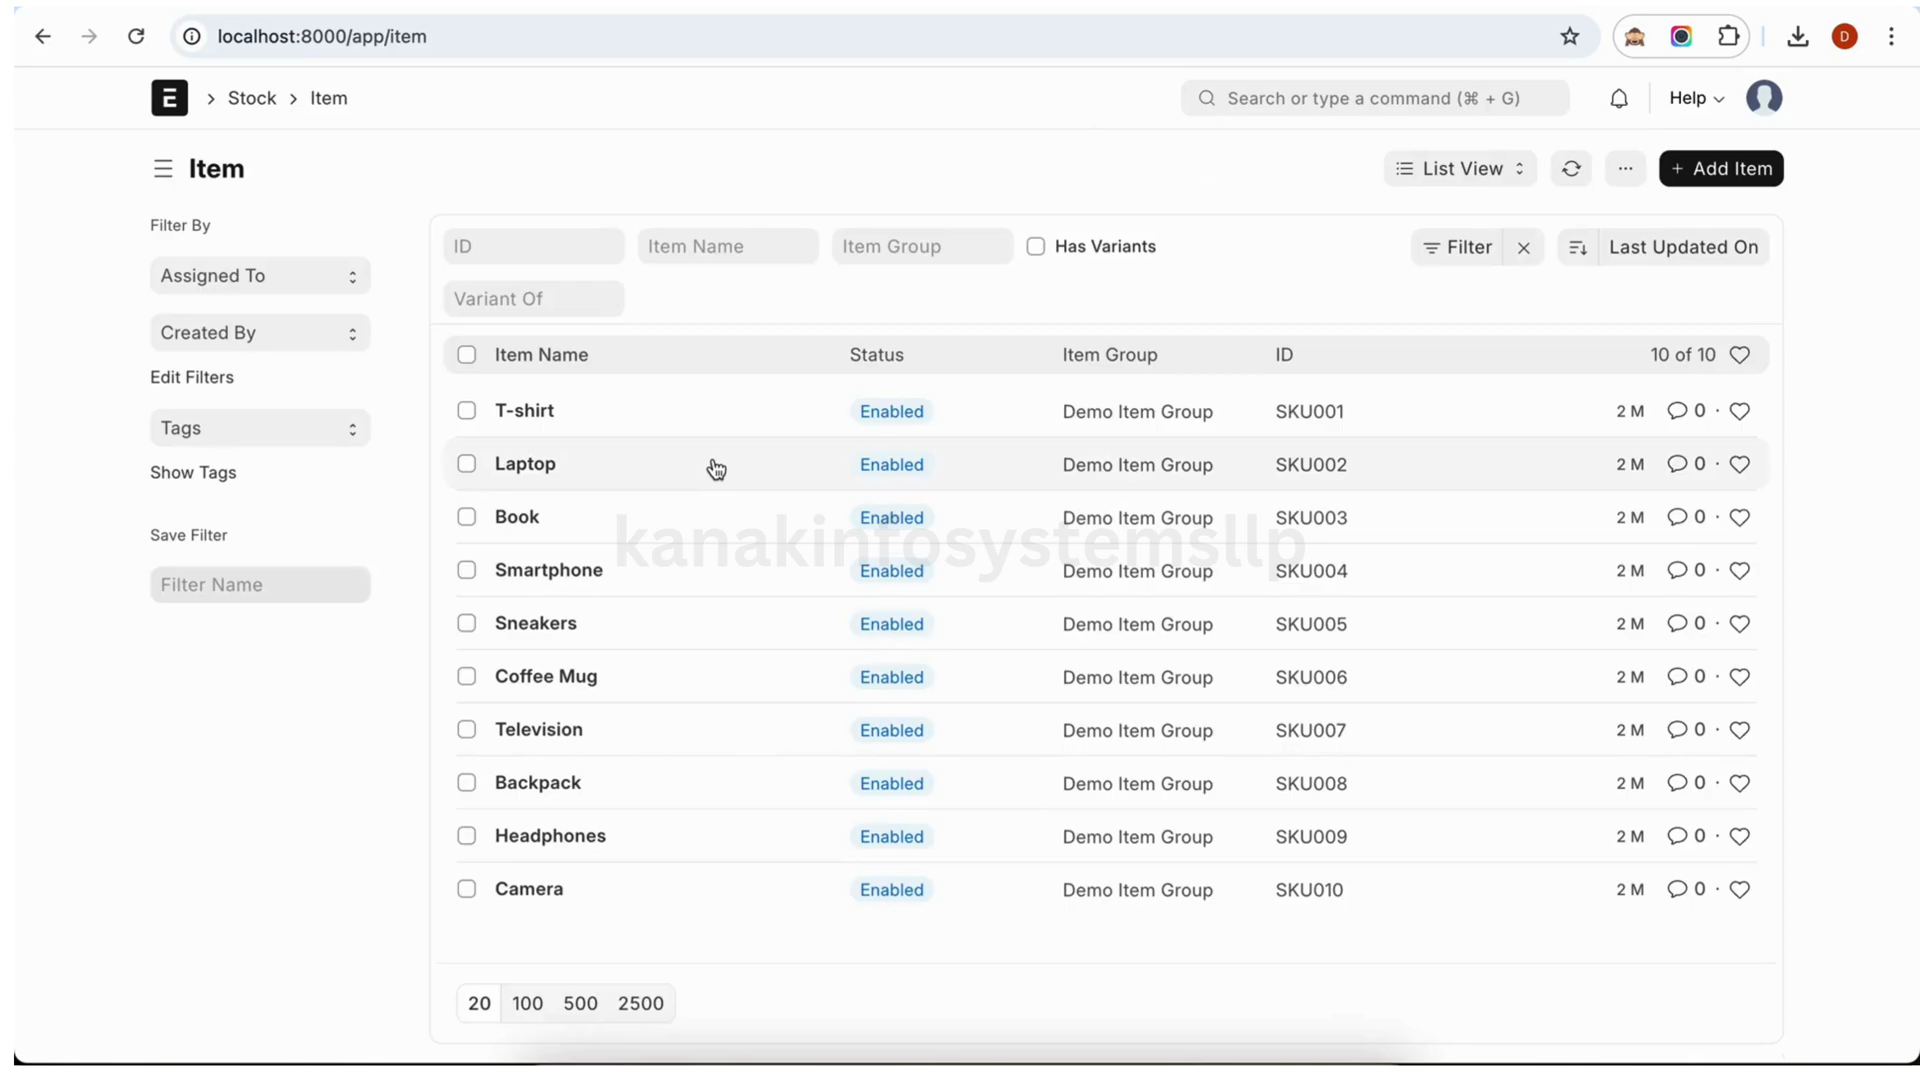 localhost:8000/app/item
D
E
Stock
Item
Search or type a command (⌘ + G)
Help
Item
List View
+ Add Item
Filter By
Assigned To
Created By
Edit Filters
Tags
Show Tags
Save Filter
Filter Name
ID
Item Name
Item Group
Has Variants
Filter
Last Updated On
Variant Of
Item Name Status Item Group ID 10 of 10
T-shirt Enabled Demo Item Group SKU001 2 M 0 ·
Laptop Enabled Demo Item Group SKU002 2 M 0 ·
Book Enabled Demo Item Group SKU003 2 M 0 ·
kanakinfosystemsllp
Smartphone Enabled Demo Item Group SKU004 2 M 0 ·
Sneakers Enabled Demo Item Group SKU005 2 M 0 ·
Coffee Mug Enabled Demo Item Group SKU006 2 M 0 ·
Television Enabled Demo Item Group SKU007 2 M 0 ·
Backpack Enabled Demo Item Group SKU008 2 M 0 ·
Headphones Enabled Demo Item Group SKU009 2 M 0 ·
Camera Enabled Demo Item Group SKU010 2 M 0 ·
20 100 500 2500